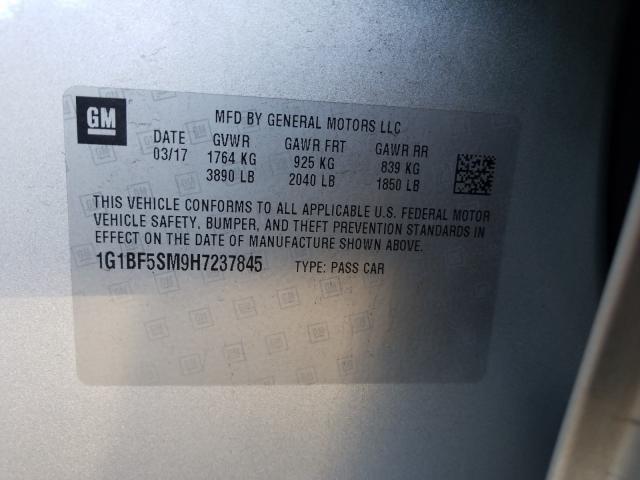 GM
MFD BY GENERAL MOTORS LLC
DATE GVWR GAWR FRT GAWR RR
03/17 1764 KG 925 KG 839 KG
3890 LB 2040 LB 1850 LB
THIS VEHICLE CONFORMS TO ALL APPLICABLE U.S. FEDERAL MOTOR
VEHICLE SAFETY, BUMPER, AND THEFT PREVENTION STANDARDS IN
EFFECT ON THE DATE OF MANUFACTURE SHOWN ABOVE.
1G1BF5SM9H7237845 TYPE: PASS CAR